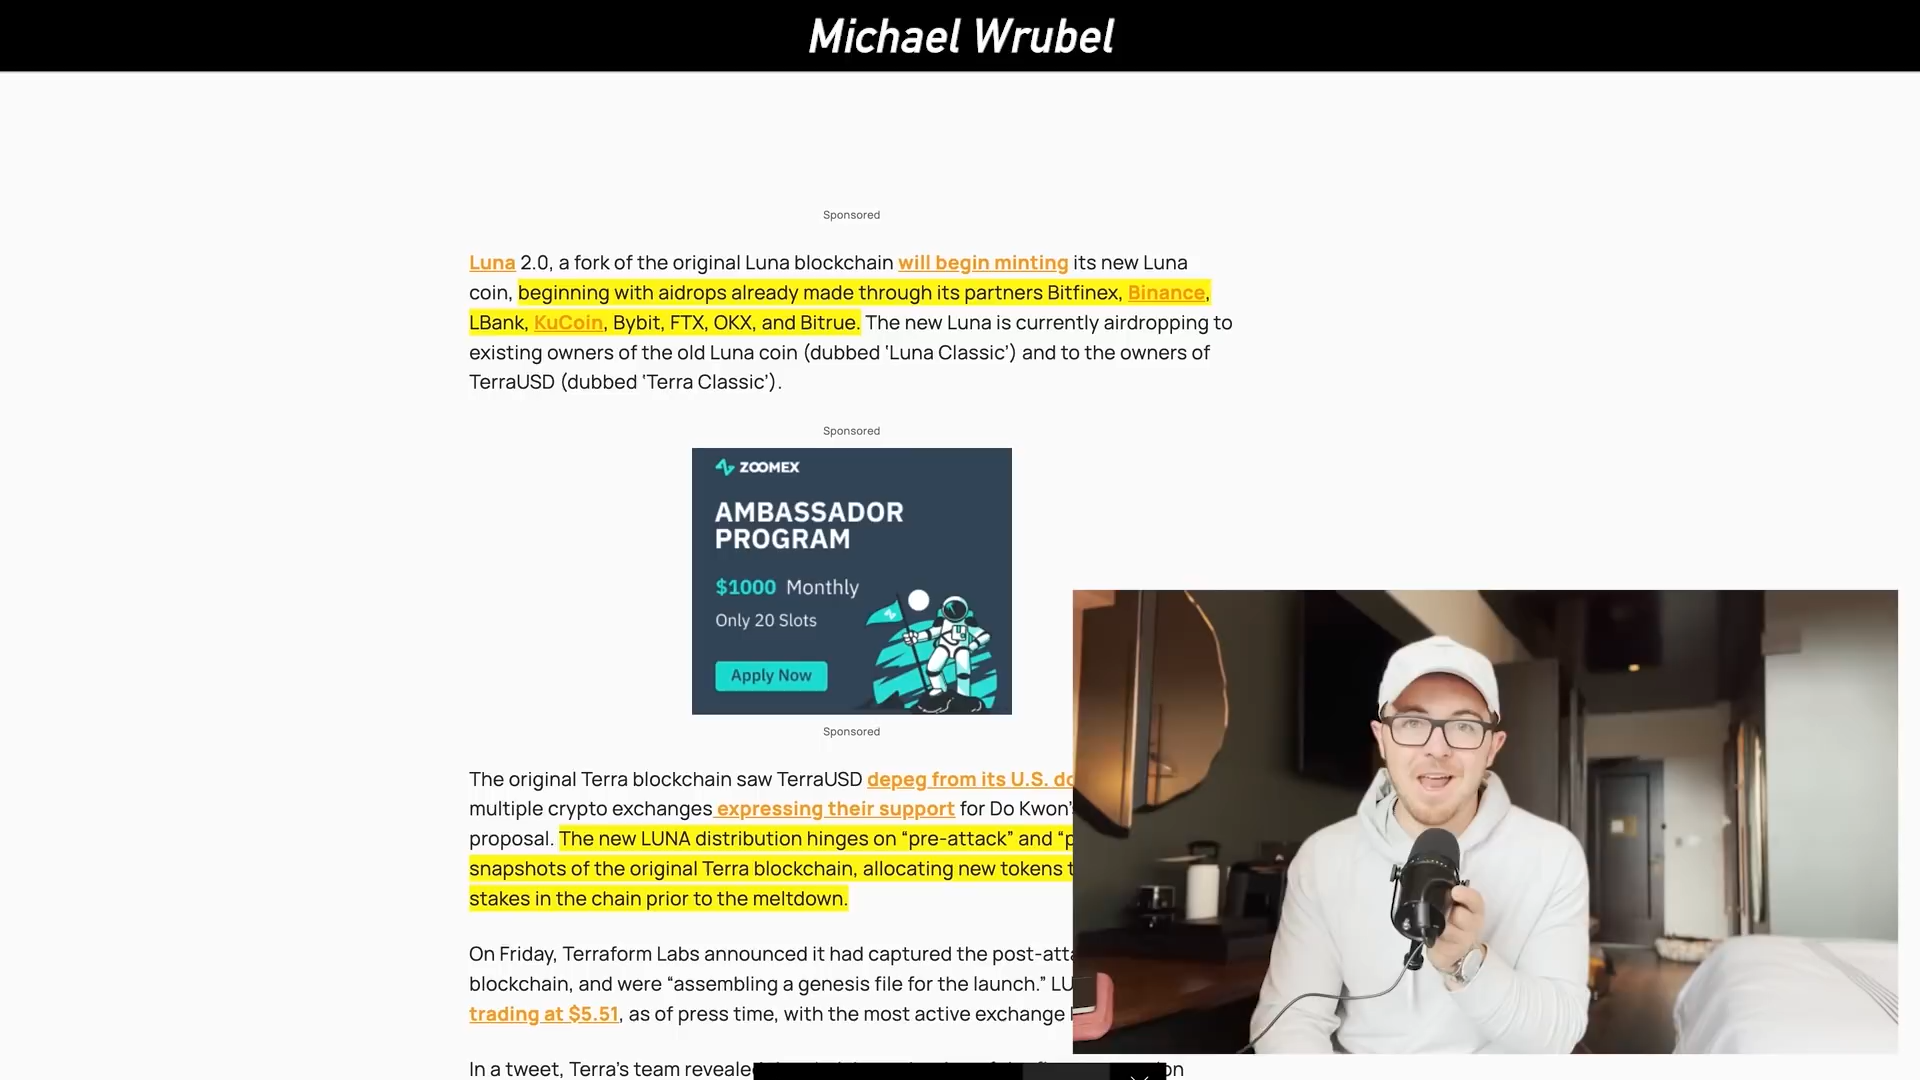 Michael Wrubel
Sponsored
Luna 2.0, a fork of the original Luna blockchain will begin minting its new Luna
coin, beginning with aidrops already made through its partners Bitfinex, Binance,
LBank, KuCoin, Bybit, FTX, OKX, and Bitrue. The new Luna is currently airdropping to
existing owners of the old Luna coin (dubbed ‘Luna Classic’) and to the owners of
TerraUSD (dubbed ‘Terra Classic’).
Sponsored
ZOOMEX
AMBASSADOR
PROGRAM
$1000 Monthly
Only 20 Slots
Apply Now
Sponsored
The original Terra blockchain saw TerraUSD depeg from its U.S. do
multiple crypto exchanges expressing their support for Do Kwon’
proposal. The new LUNA distribution hinges on “pre-attack” and “p
snapshots of the original Terra blockchain, allocating new tokens t
stakes in the chain prior to the meltdown.
On Friday, Terraform Labs announced it had captured the post-atta
blockchain, and were “assembling a genesis file for the launch.” LU
trading at $5.51, as of press time, with the most active exchange
In a tweet, Terra’s team reveale